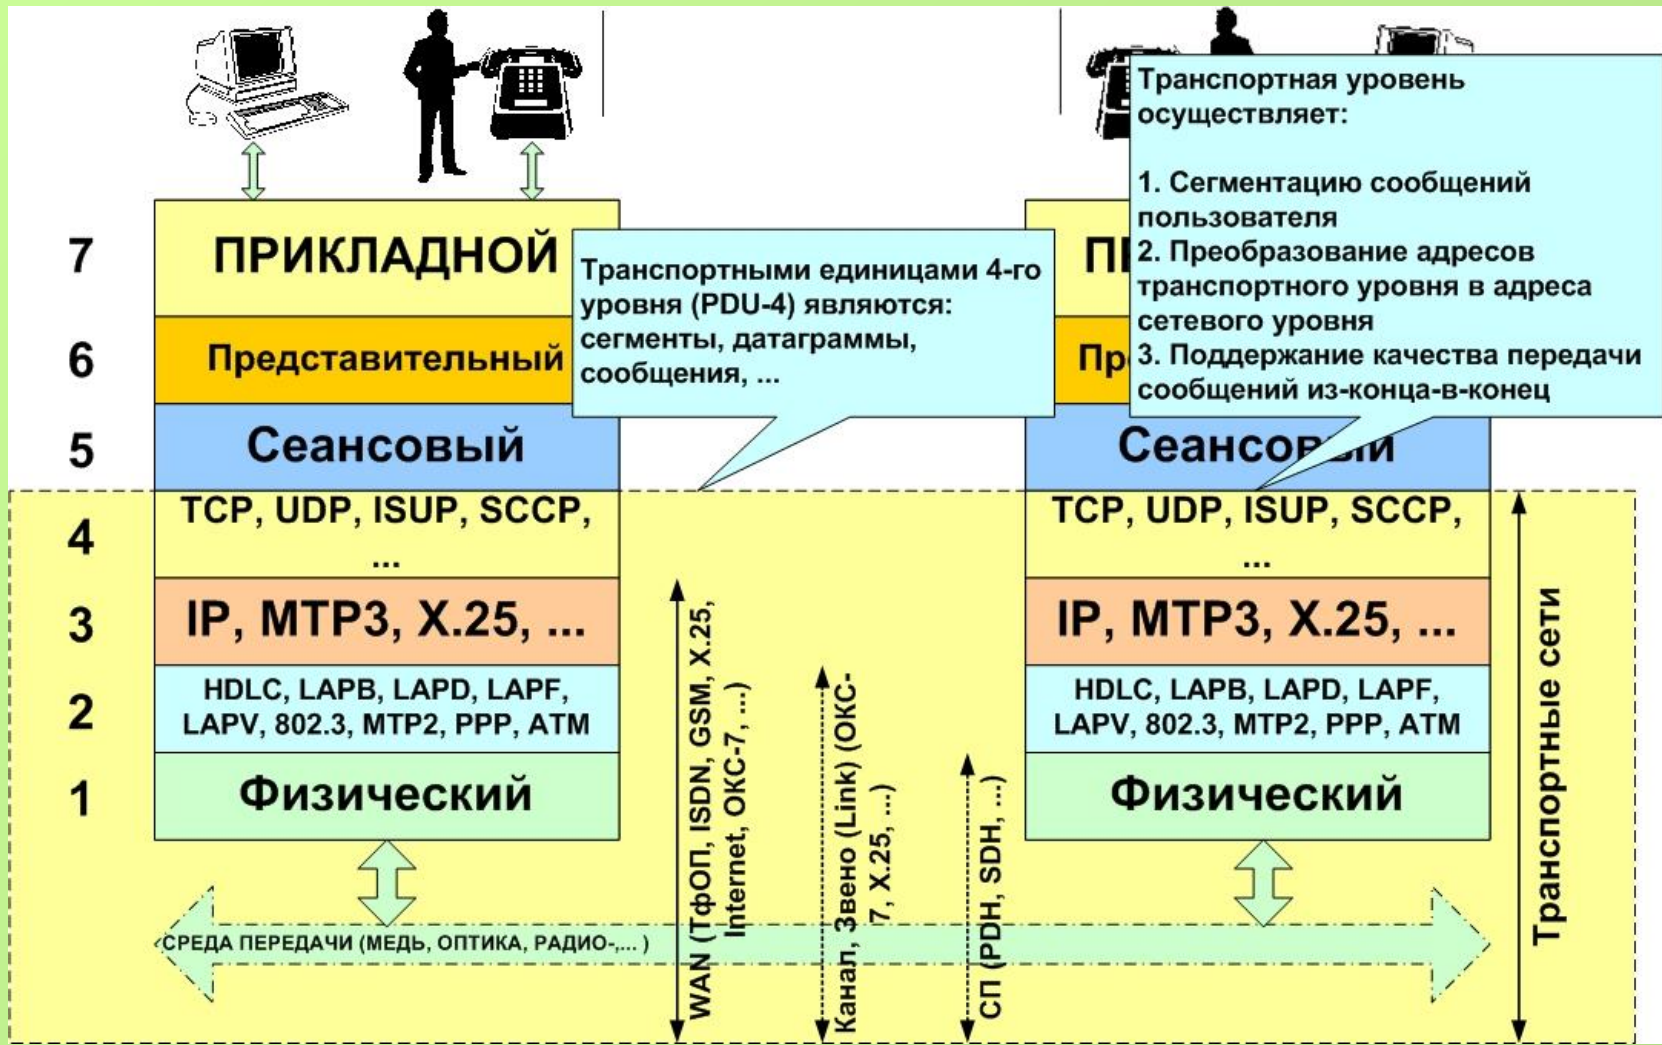 7
ПРИКЛАДНОЙ
6
Представительный
5
Сеансовый
4
TCP, UDP, ISUP, SCCP,
...
3
IP, MTP3, X.25, ...
2
HDLC, LAPB, LAPD, LAPF,
LAPV, 802.3, MTP2, PPP, ATM
1
Физический
СРЕДА ПЕРЕДАЧИ (МЕДЬ, ОПТИКА, РАДИО-,... )
Транспортными единицами 4-го
уровня (PDU-4) являются:
сегменты, датаграммы,
сообщения, ...
WAN (ТфОП, ISDN, GSM, X.25,
Internet, ОКС-7, ...)
Канал, Звено (Link) (ОКС-
7, X.25, ...)
СП (PDH, SDH, ...)
Транспортная уровень
осуществляет:
1. Сегментацию сообщений
пользователя
2. Преобразование адресов
транспортного уровня в адреса
сетевого уровня
3. Поддержание качества передачи
сообщений из-конца-в-конец
Сеансовый
TCP, UDP, ISUP, SCCP,
...
IP, MTP3, X.25, ...
HDLC, LAPB, LAPD, LAPF,
LAPV, 802.3, MTP2, PPP, ATM
Физический
Транспортные сети